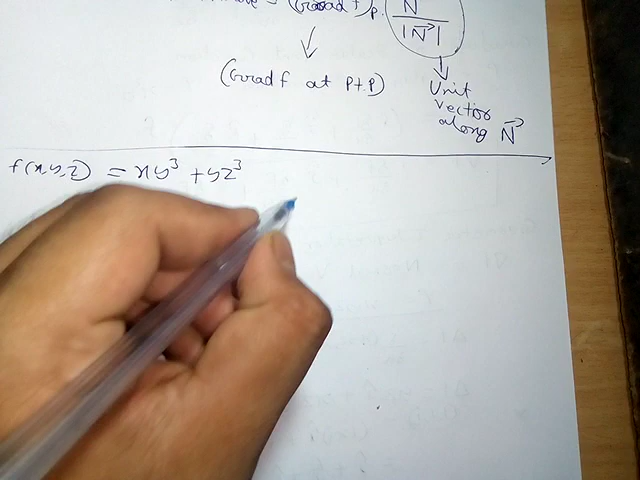 (Grad f)p. N
|N⃗|
(Grad f at pt. p)
Unit
vector
along N⃗
f(x,y,z) = xy³ + yz³